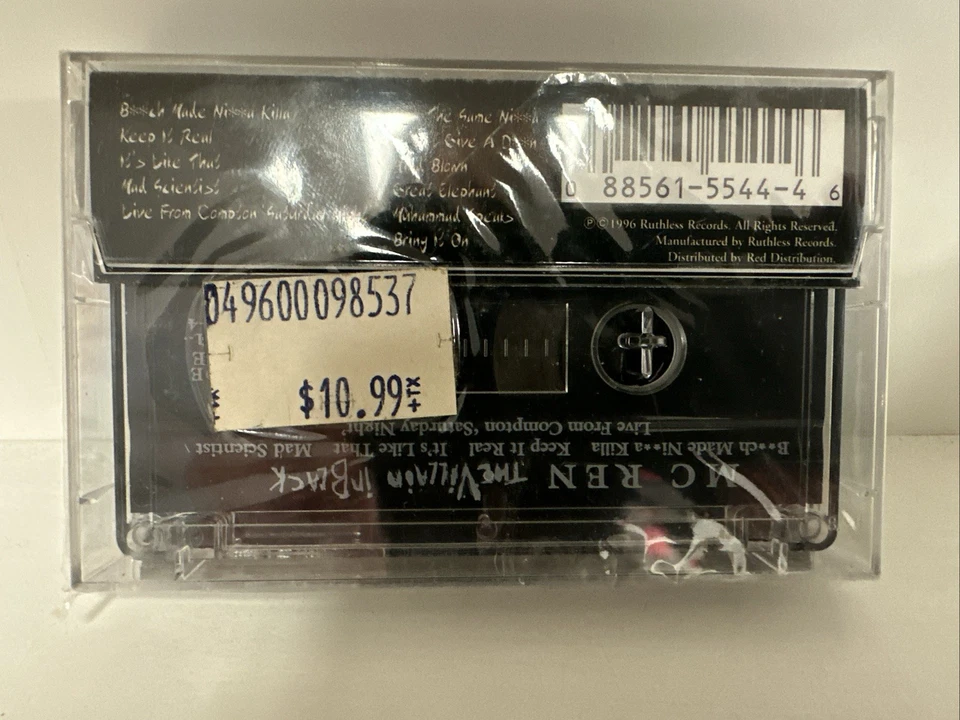 B**ch Made Ni**a Killa
Keep It Real
It's Like That
Mad Scientist
Live From Compton Saturday
The Same Ni**a
Give A D**n
Blown
Great Elephant
Muhammad Speaks
Bring It On
0 88561-5544-4 6
℗ © 1996 Ruthless Records. All Rights Reserved.
Manufactured by Ruthless Records.
Distributed by Red Distribution.
049600098537
$10.99
+TX
MC REN THE VILLAIN IN BLACK
B**ch Made Ni**a Killa Keep It Real It's Like That Mad Scientist
Live From Compton 'Saturday Night'